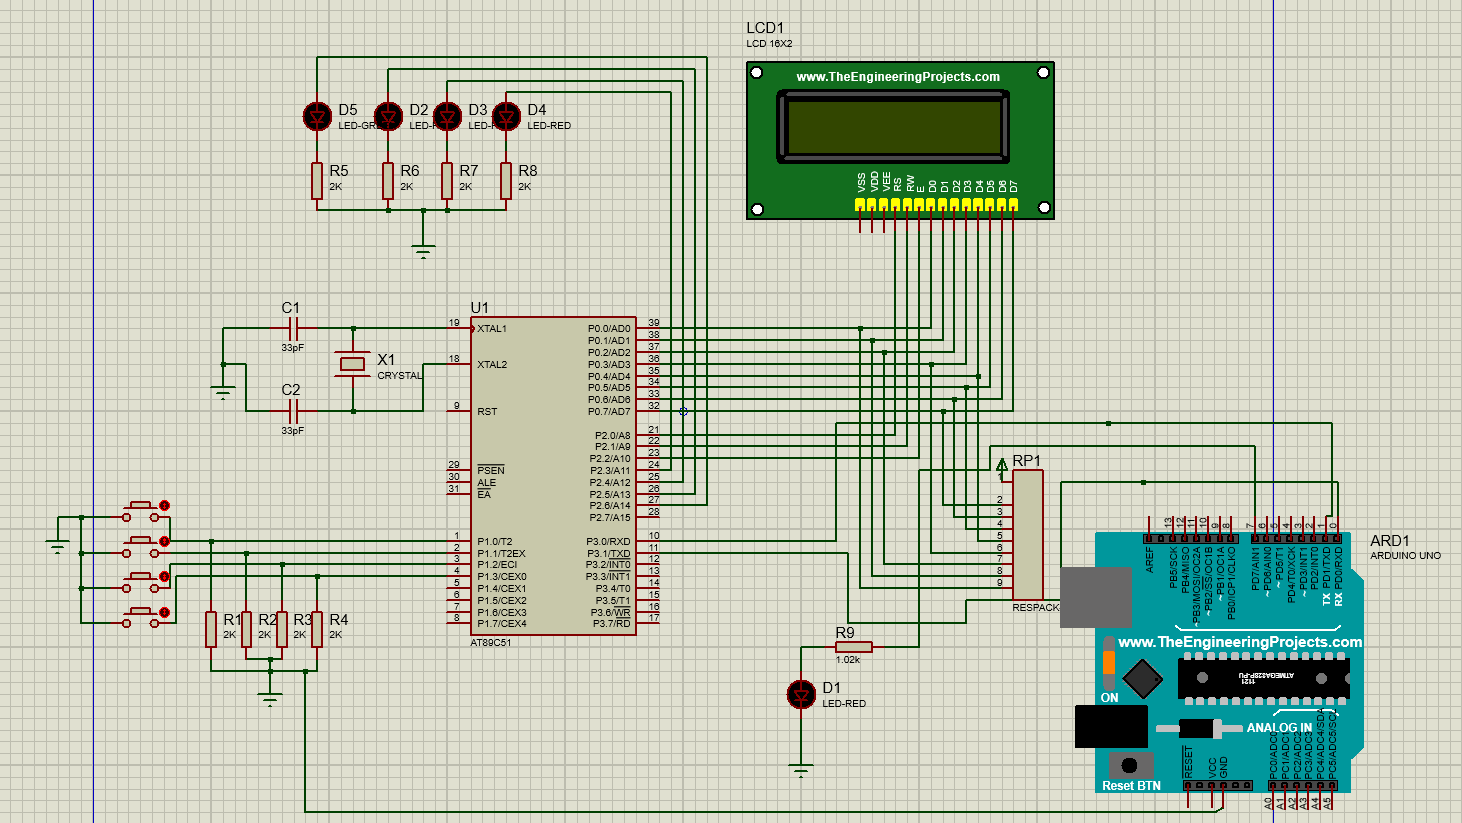 LCD1
LCD 16X2
www.TheEngineeringProjects.com
VSS
VDD
VEE
RS
RW
E
D0
D1
D2
D3
D4
D5
D6
D7
D5
LED-GR
D2
LED-
D3
LED-
D4
LED-RED
R5
2K
R6
2K
R7
2K
R8
2K
C1
33pF
X1
CRYSTAL
C2
33pF
U1
19 XTAL1
18 XTAL2
9 RST
29 PSEN
30 ALE
31 EA
1 P1.0/T2
2 P1.1/T2EX
3 P1.2/ECI
4 P1.3/CEX0
5 P1.4/CEX1
6 P1.5/CEX2
7 P1.6/CEX3
8 P1.7/CEX4
P0.0/AD0 39
P0.1/AD1 38
P0.2/AD2 37
P0.3/AD3 36
P0.4/AD4 35
P0.5/AD5 34
P0.6/AD6 33
P0.7/AD7 32
P2.0/A8 21
P2.1/A9 22
P2.2/A10 23
P2.3/A11 24
P2.4/A12 25
P2.5/A13 26
P2.6/A14 27
P2.7/A15 28
P3.0/RXD 10
P3.1/TXD 11
P3.2/INT0 12
P3.3/INT1 13
P3.4/T0 14
P3.5/T1 15
P3.6/WR 16
P3.7/RD 17
AT89C51
R1
2K
R2
2K
R3
2K
R4
2K
RP1
1
2
3
4
5
6
7
8
9
RESPACK
R9
1.02k
D1
LED-RED
ARD1
ARDUINO UNO
AREF
13 PB5/SCK
12 PB4/MISO
11 ~PB3/MOSI/OC2A
10 ~PB2/SS/OC1B
9 ~PB1/OC1A
8 PB0/ICP1/CLKO
7 PD7/AIN1
6 ~PD6/AIN0
5 ~PD5/T1
4 PD4/T0/XCK
3 ~PD3/INT1
2 PD2/INT0
1 TX PD1/TXD
0 RX PD0/RXD
www.TheEngineeringProjects.com
1121
ATMEGA328P-PU
ON
ANALOG IN
Reset BTN
RESET
VCC
GND
PC0/ADC0 A0
PC1/ADC1 A1
PC2/ADC2 A2
PC3/ADC3 A3
PC4/ADC4/SDA A4
PC5/ADC5/SCL A5